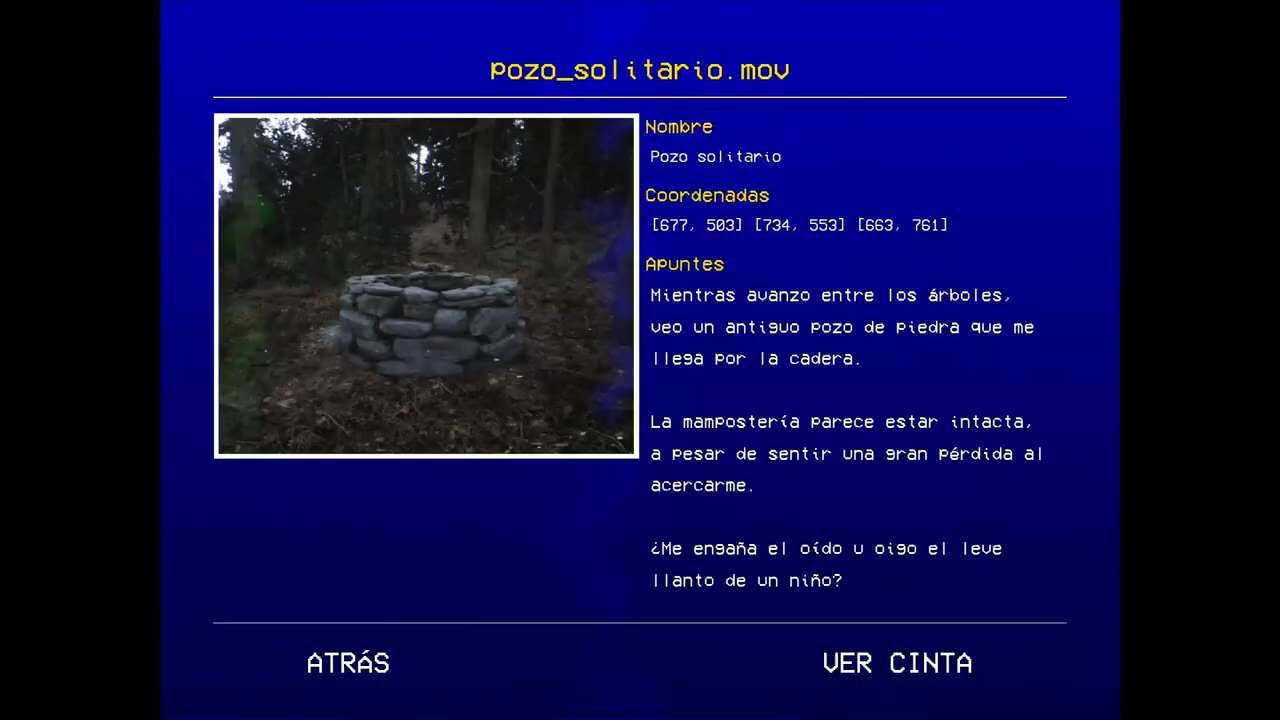 pozo_solitario.mov
Nombre
Pozo solitario
Coordenadas
[677, 503] [734, 553] [663, 761]
Apuntes
Mientras avanzo entre los árboles,
veo un antiguo pozo de piedra que me
llega por la cadera.
La mampostería parece estar intacta,
a pesar de sentir una gran pérdida al
acercarme.
¿Me engaña el oído u oigo el leve
llanto de un niño?
ATRÁS
VER CINTA